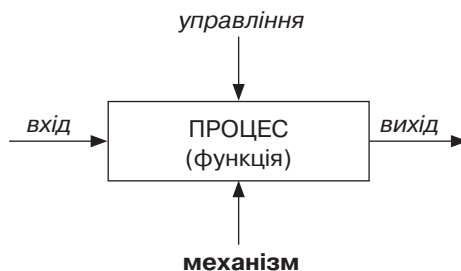 управління
вхід
ПРОЦЕС
(функція)
вихід
механізм